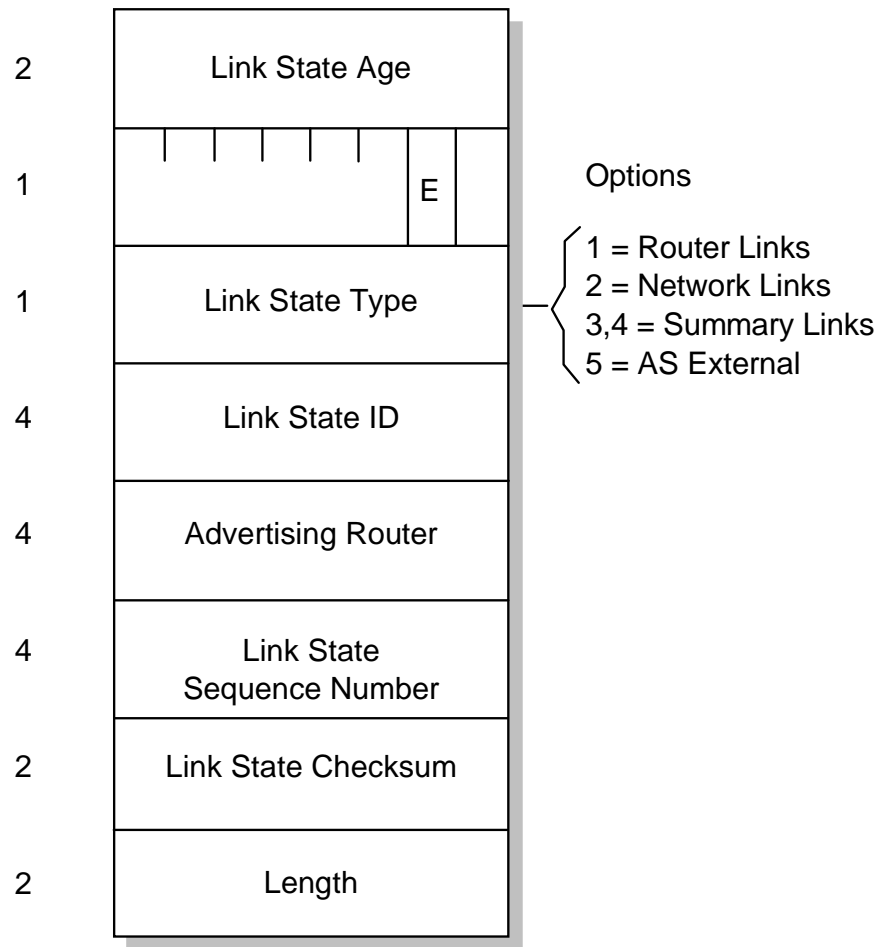 2 Link State Age
1 E Options
1 Link State Type
1 = Router Links
2 = Network Links
3,4 = Summary Links
5 = AS External
4 Link State ID
4 Advertising Router
4 Link State
Sequence Number
2 Link State Checksum
2 Length